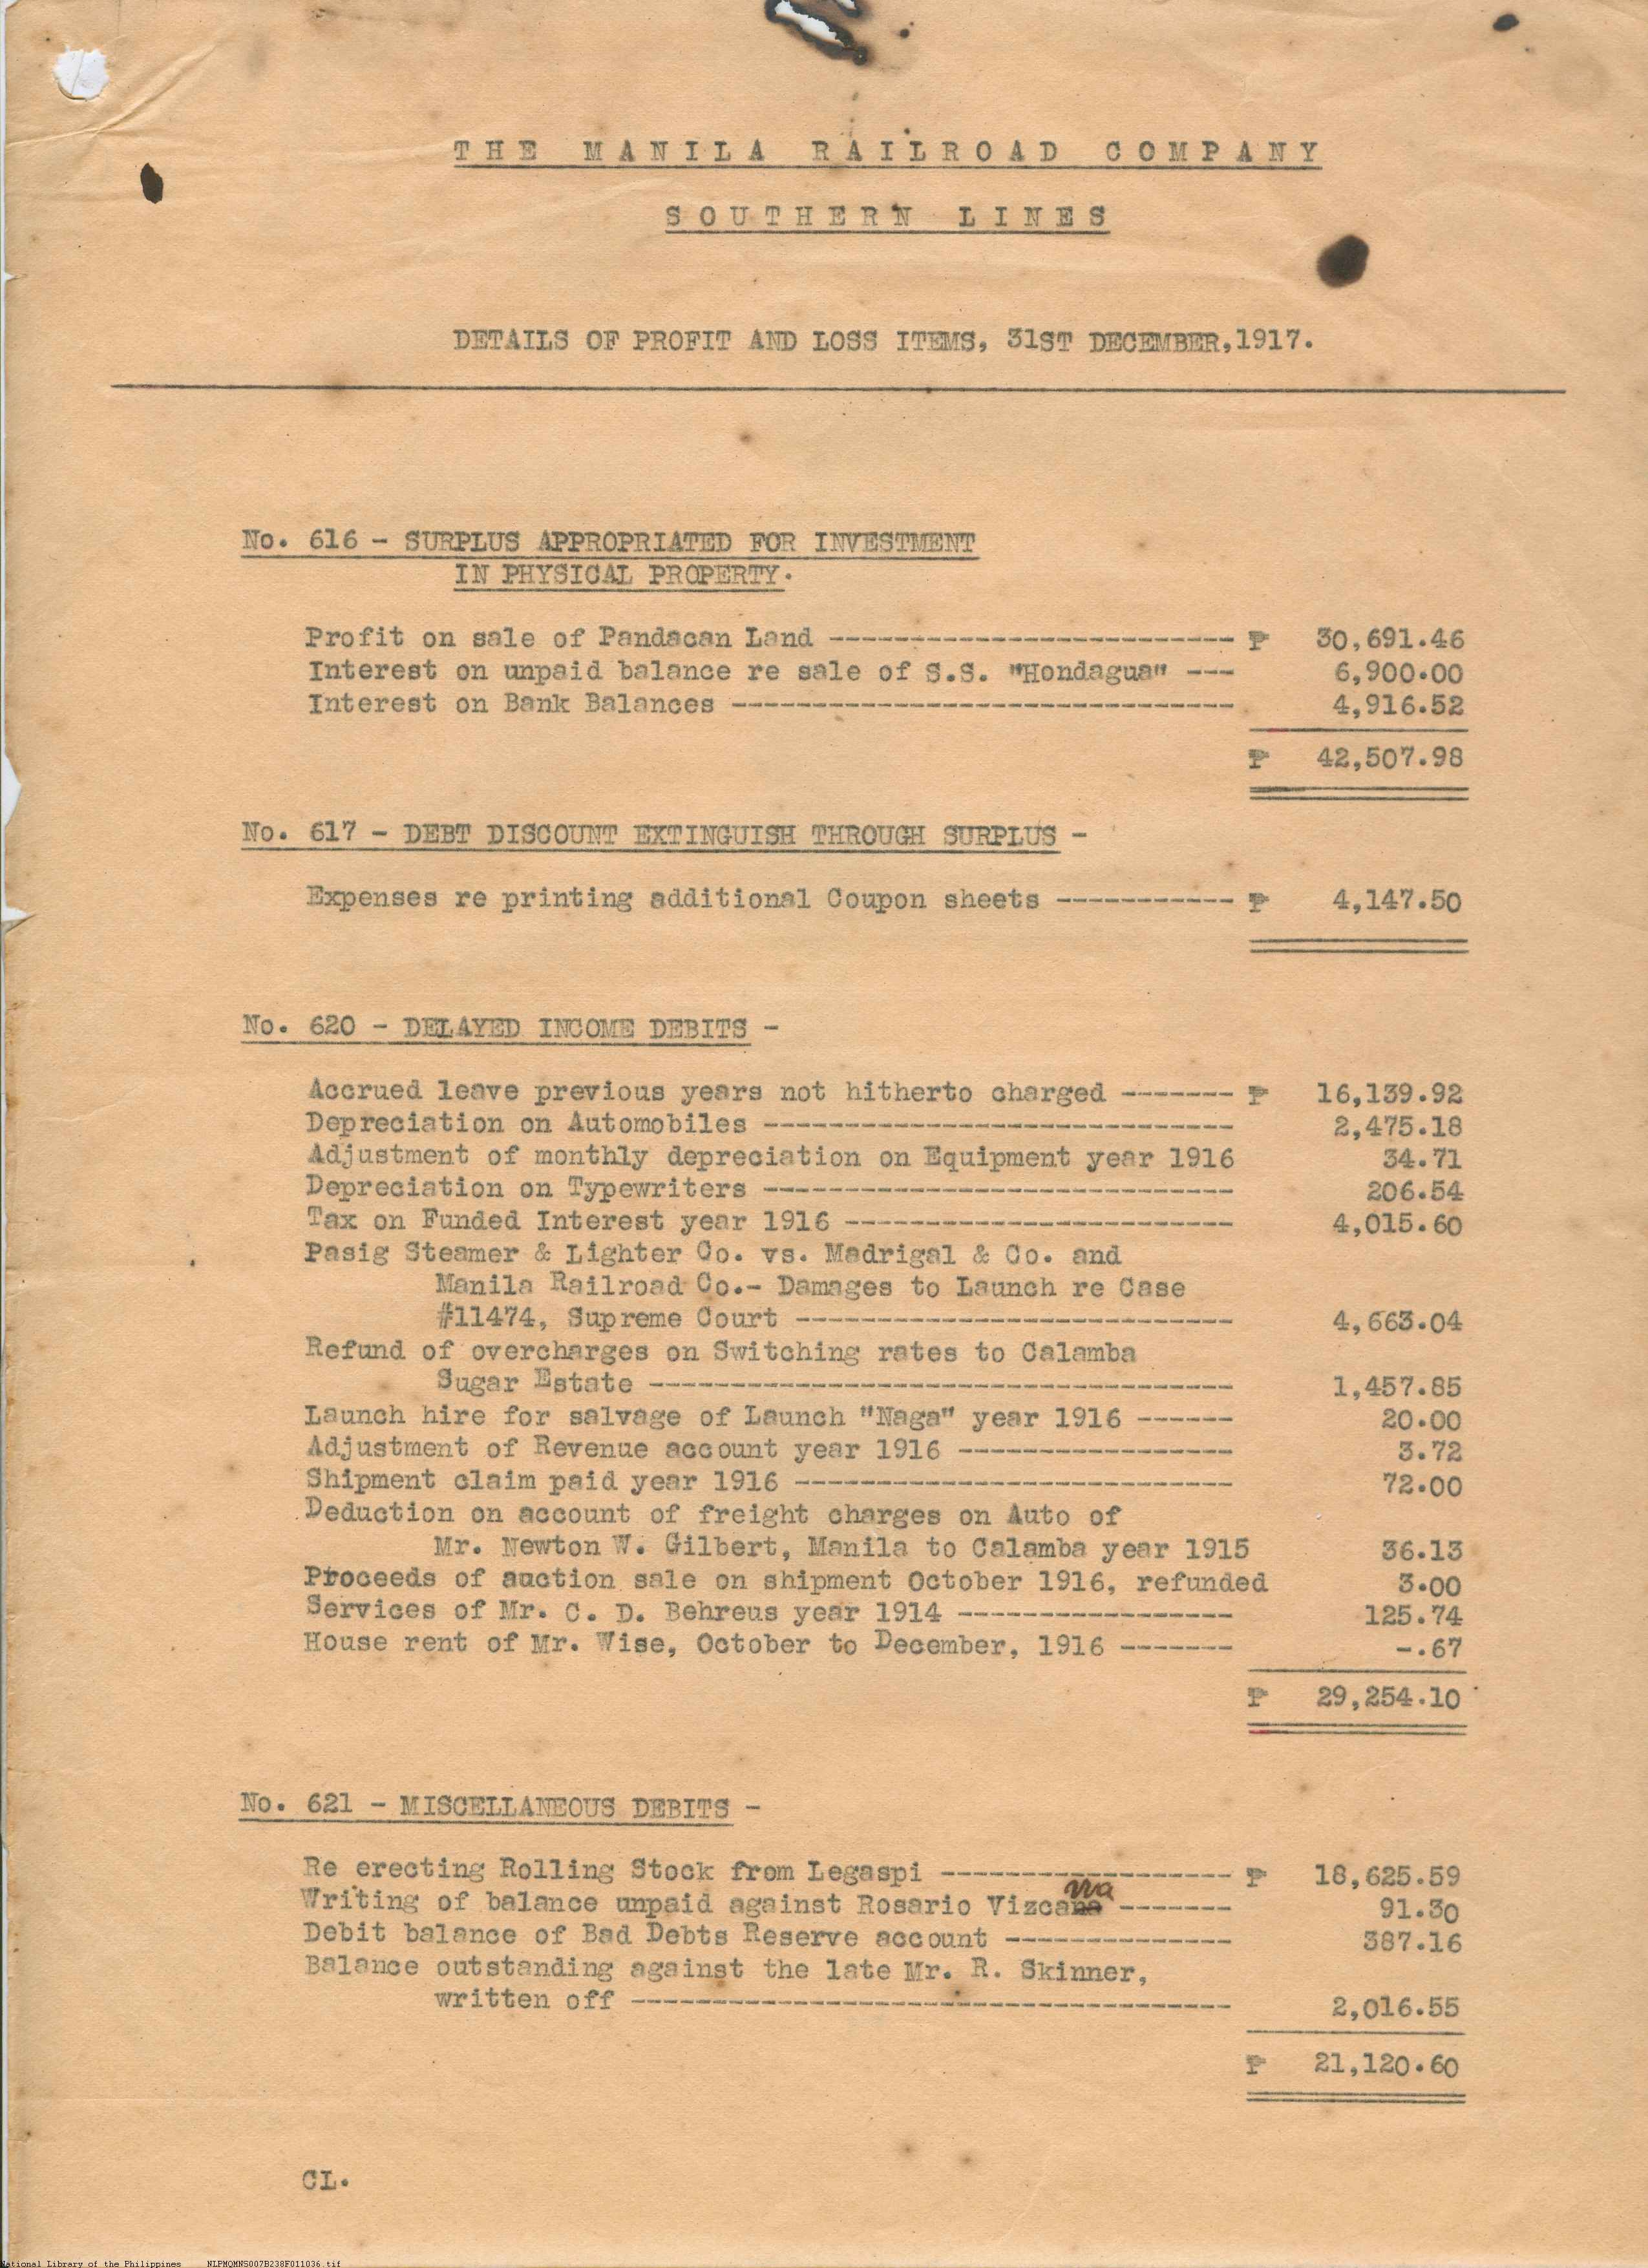 THE MANILA RAILROAD COMPANY
SOUTHERN LINES
DETAILS OF PROFIT AND LOSS ITEMS, 31ST DECEMBER, 1917.
No. 616 - SURPLUS APPROPRIATED FOR INVESTMENT
IN PHYSICAL PROPERTY.
Profit on sale of Pandacan Land ------------------------- ₱ 30,691.46
Interest on unpaid balance re sale of S.S. "Hondagua" --- 6,900.00
Interest on Bank Balances ------------------------------- 4,916.52
₱ 42,507.98
No. 617 - DEBT DISCOUNT EXTINGUISH THROUGH SURPLUS -
Expenses re printing additional Coupon sheets ----------- ₱ 4,147.50
No. 620 - DELAYED INCOME DEBITS -
Accrued leave previous years not hitherto charged ------- ₱ 16,139.92
Depreciation on Automobiles ----------------------------- 2,475.18
Adjustment of monthly depreciation on Equipment year 1916 34.71
Depreciation on Typewriters ----------------------------- 206.54
Tax on Funded Interest year 1916 ------------------------ 4,015.60
Pasig Steamer & Lighter Co. vs. Madrigal & Co. and
Manila Railroad Co.- Damages to Launch re Case
#11474, Supreme Court --------------------------- 4,663.04
Refund of overcharges on Switching rates to Calamba
Sugar Estate ------------------------------------ 1,457.85
Launch hire for salvage of Launch "Naga" year 1916 ------ 20.00
Adjustment of Revenue account year 1916 ----------------- 3.72
Shipment claim paid year 1916 --------------------------- 72.00
Deduction on account of freight charges on Auto of
Mr. Newton W. Gilbert, Manila to Calamba year 1915 36.13
Proceeds of auction sale on shipment October 1916, refunded 3.00
Services of Mr. C. D. Behreus year 1914 ----------------- 125.74
House rent of Mr. Wise, October to December, 1916 ------- -.67
₱ 29,254.10
No. 621 - MISCELLANEOUS DEBITS -
Re erecting Rolling Stock from Legaspi ------------------ ₱ 18,625.59
Writing of balance unpaid against Rosario Vizcarra ------- 91.30
Debit balance of Bad Debts Reserve account -------------- 387.16
Balance outstanding against the late Mr. R. Skinner,
written off ------------------------------------- 2,016.55
₱ 21,120.60
CL.
National Library of the Philippines NLPMQMNS007B238F011036.tif